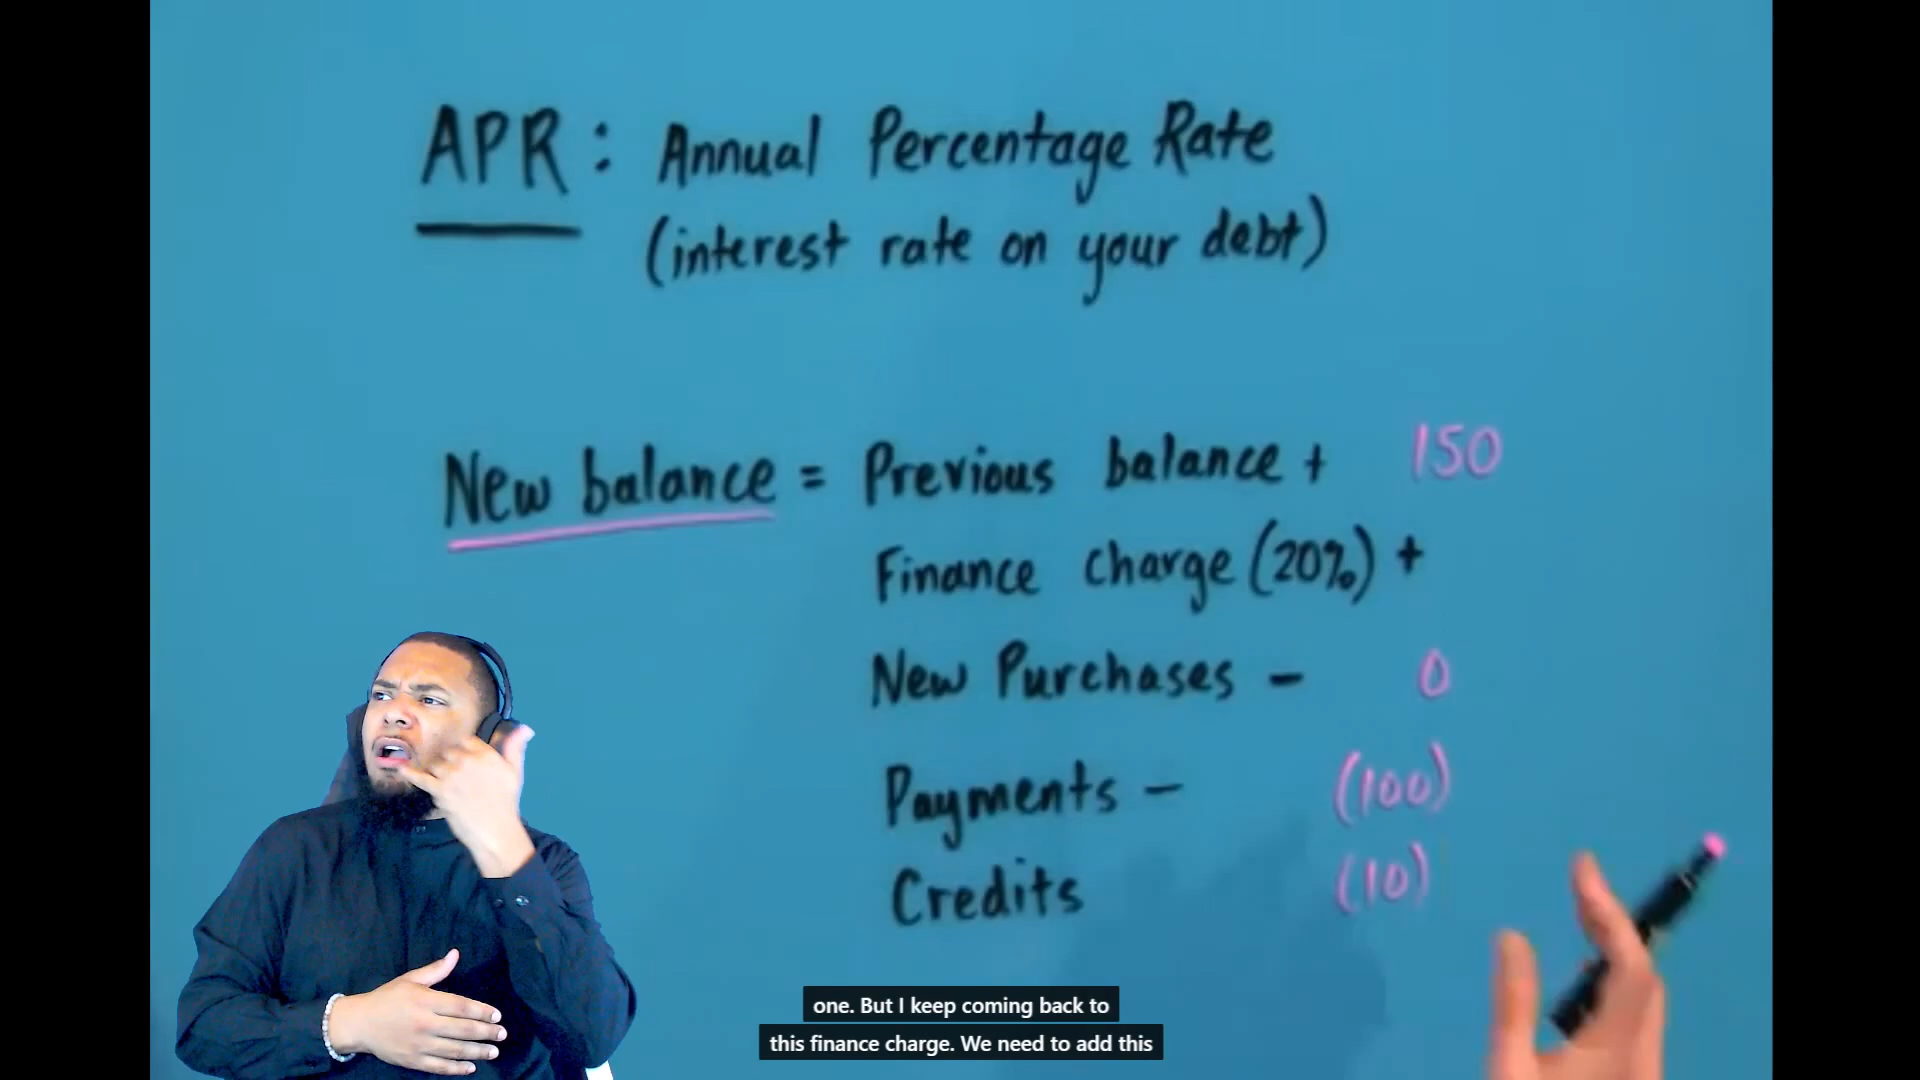 APR: Annual Percentage Rate
(interest rate on your debt)
New balance = Previous balance + 150
Finance charge (20%) +
New Purchases - 0
Payments - (100)
Credits (10)
one. But I keep coming back to
this finance charge. We need to add this